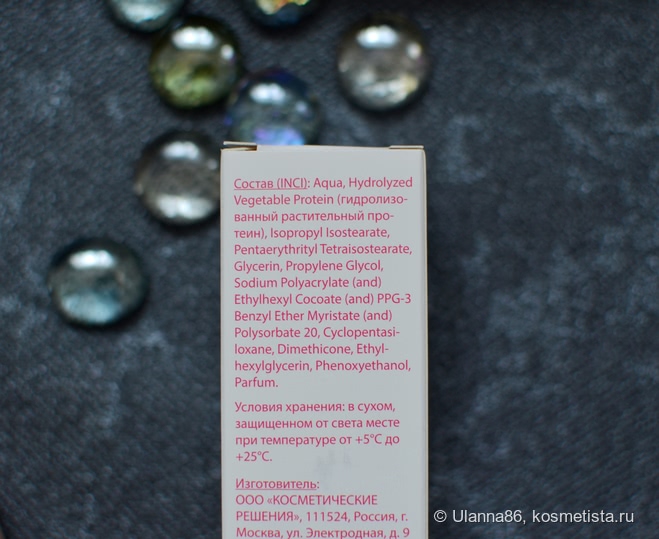 Состав (INCI): Aqua, Hydrolyzed
Vegetable Protein (гидролизо-
ванный растительный про-
теин), Isopropyl Isostearate,
Pentaerythrityl Tetraisostearate,
Glycerin, Propylene Glycol,
Sodium Polyacrylate (and)
Ethylhexyl Cocoate (and) PPG-3
Benzyl Ether Myristate (and)
Polysorbate 20, Cyclopentasi-
loxane, Dimethicone, Ethyl-
hexylglycerin, Phenoxyethanol,
Parfum.
Условия хранения: в сухом,
защищенном от света месте
при температуре от +5°C до
+25°C.
Изготовитель:
ООО «КОСМЕТИЧЕСКИЕ
РЕШЕНИЯ», 111524, Россия, г.
Москва, ул. Электродная, д. 9
© Ulanna86, kosmetista.ru